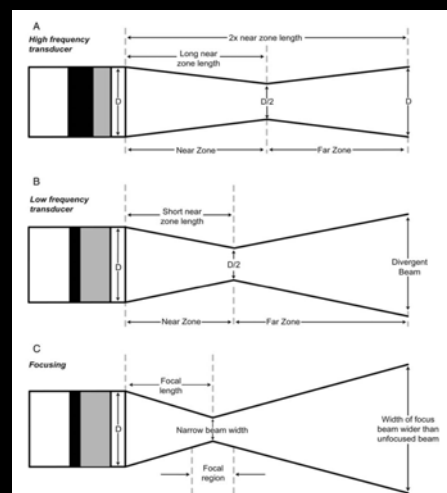 A
High frequency
transducer
2x near zone length
Long near
zone length
D
D/2
D
Near Zone
Far Zone
B
Low frequency
transducer
Short near
zone length
D
D/2
Divergent
Beam
Near Zone
Far Zone
C
Focusing
Focal
length
D
Narrow beam width
Width of focus
beam wider than
unfocused beam
Focal
region